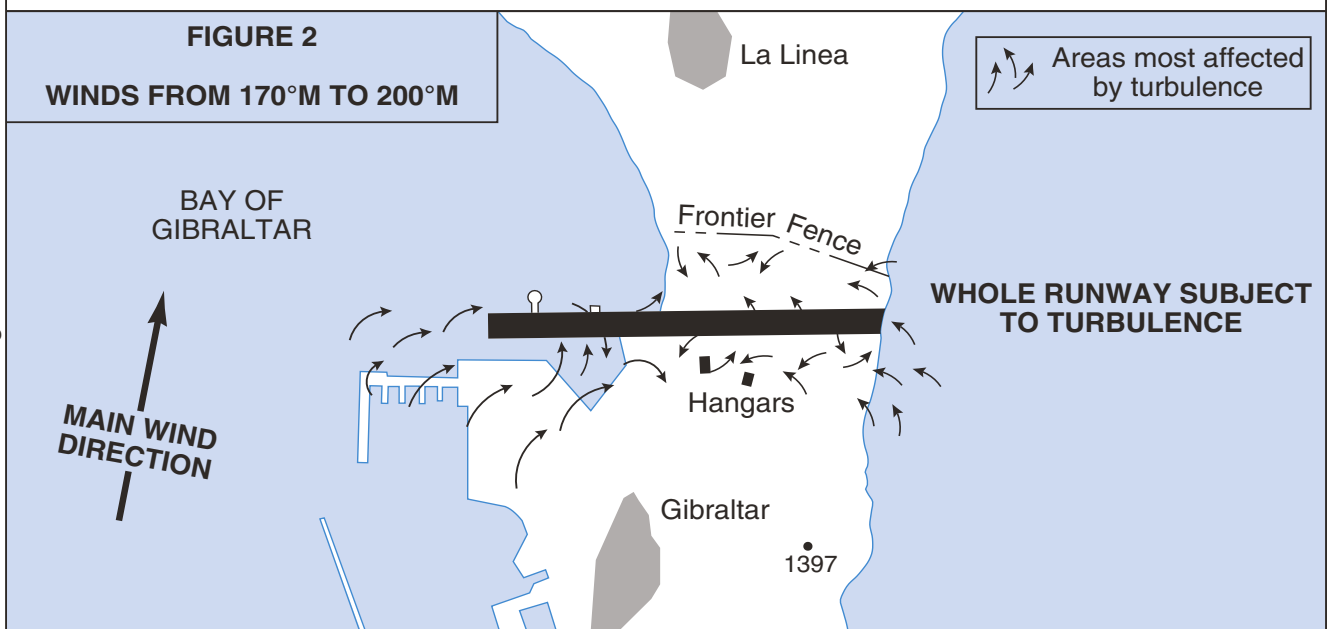 FIGURE 2
WINDS FROM 170°M TO 200°M
La Linea
Areas most affected
by turbulence
BAY OF
GIBRALTAR
Frontier Fence
WHOLE RUNWAY SUBJECT
TO TURBULENCE
MAIN WIND
DIRECTION
Hangars
Gibraltar
1397